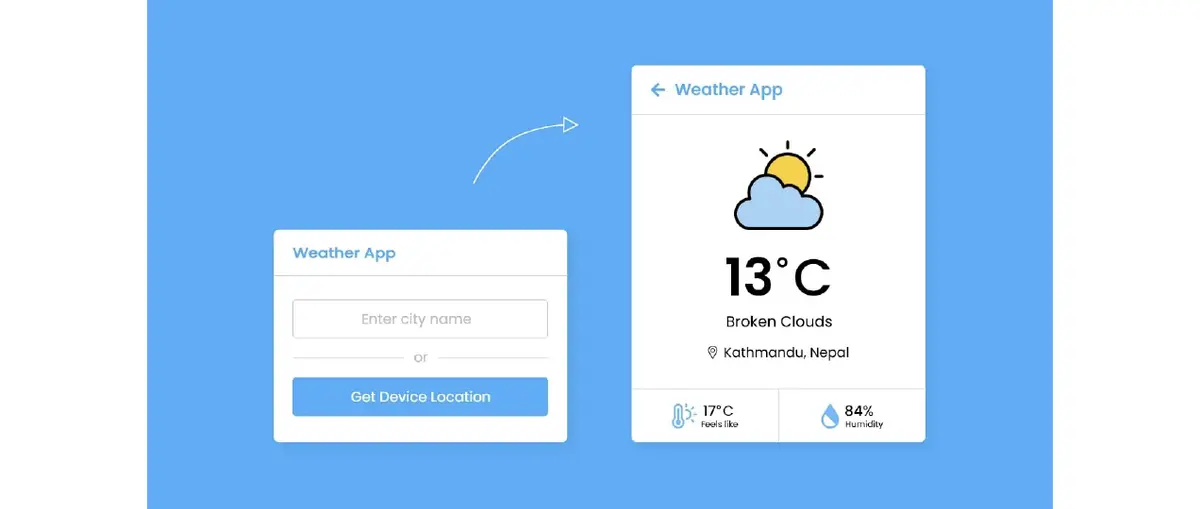 Weather App
Enter city name
or
Get Device Location
Weather App
13°C
Broken Clouds
Kathmandu, Nepal
17°C
Feels like
84%
Humidity